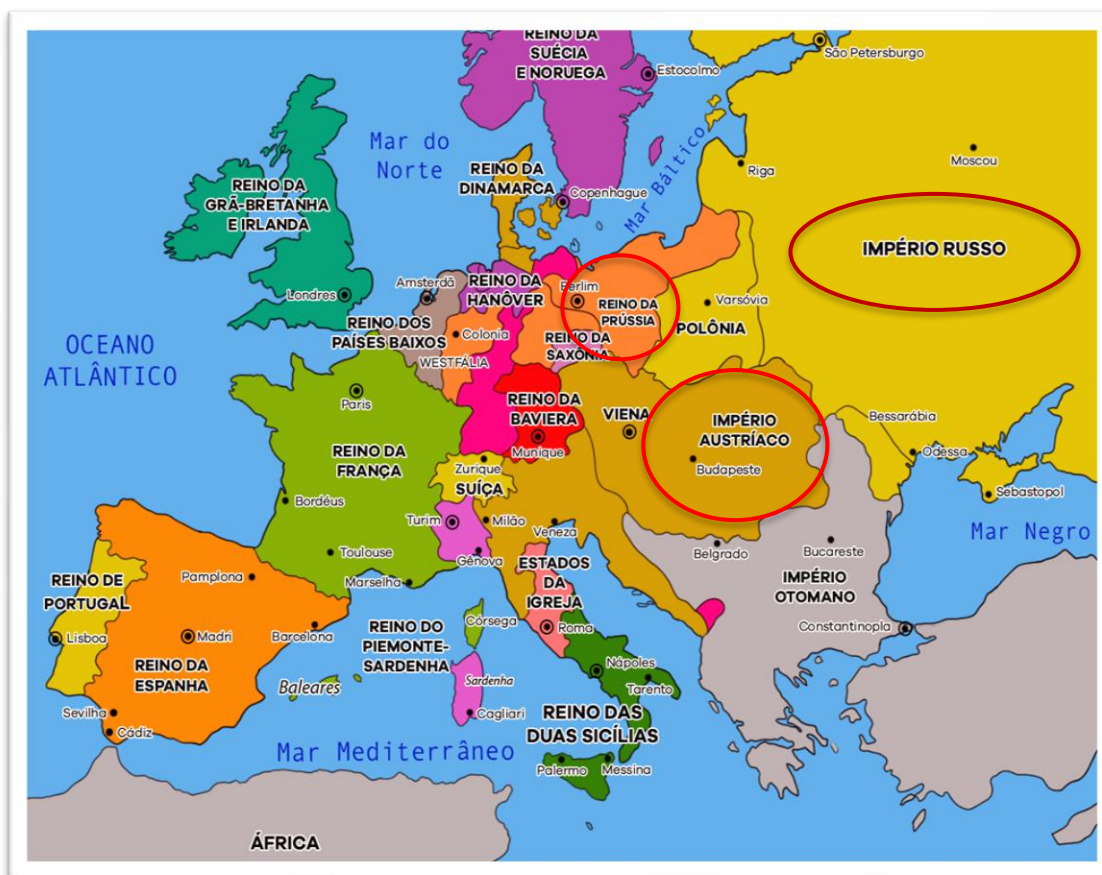 REINO DA
SUÉCIA
E NORUEGA
São Petersburgo
Estocolmo
Mar do
Norte
REINO DA
DINAMARCA
Mar Báltico
Riga
Moscou
REINO DA
GRÃ-BRETANHA
E IRLANDA
Copenhague
IMPÉRIO RUSSO
Londres
Amsterdã
REINO DA
HANÔVER
Berlim
REINO DA
PRÚSSIA
Varsóvia
POLÔNIA
REINO DOS
PAÍSES BAIXOS
Colonia
WESTFÁLIA
REINO DA
SAXÔNIA
OCEANO
ATLÂNTICO
Paris
REINO DA
BAVIERA
Munique
VIENA
IMPÉRIO
AUSTRÍACO
Budapeste
Bessarábia
Odessa
Sebastopol
REINO DA
FRANÇA
Zurique
SUÍÇA
Bordéus
Turim
Milão
Veneza
Mar Negro
Toulouse
Gênova
Belgrado
Bucareste
ESTADOS
DA
IGREJA
IMPÉRIO
OTOMANO
REINO DE
PORTUGAL
Pamplona
Marselha
Lisboa
Madri
Barcelona
REINO DO
PIEMONTE-
SARDENHA
Córsega
Roma
Constantinopla
REINO DA
ESPANHA
Baleares
Sardenha
Nápoles
Tarento
Sevilha
Cádiz
Cagliari
REINO DAS
DUAS SICÍLIAS
Mar Mediterrâneo
Palermo
Messina
ÁFRICA